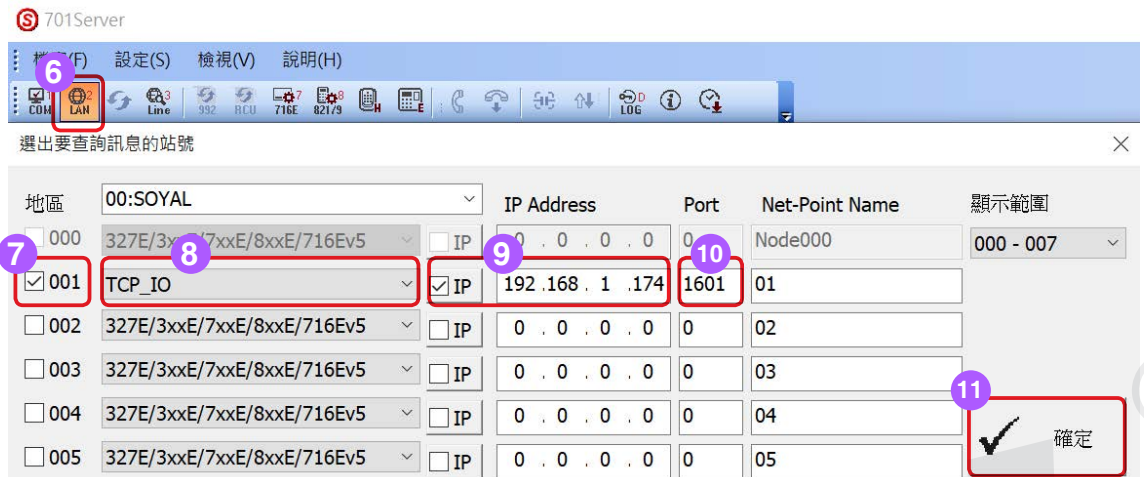 701Server
(F) 設定(S) 檢視(V) 說明(H)
6
COM 1 LAN 2 Line 3 992 RCU 716E 7 821/9 8 H E LOG D
選出要查詢訊息的站號
地區 00:SOYAL IP Address Port Net-Point Name 顯示範圍
000 327E/3xxE/7xxE/8xxE/716Ev5 IP 0 . 0 . 0 . 0 0 Node000 000 - 007
7 8 9 10
001 TCP_IO IP 192 .168 . 1 .174 1601 01
002 327E/3xxE/7xxE/8xxE/716Ev5 IP 0 . 0 . 0 . 0 0 02
003 327E/3xxE/7xxE/8xxE/716Ev5 IP 0 . 0 . 0 . 0 0 03
11
004 327E/3xxE/7xxE/8xxE/716Ev5 IP 0 . 0 . 0 . 0 0 04
確定
005 327E/3xxE/7xxE/8xxE/716Ev5 IP 0 . 0 . 0 . 0 0 05